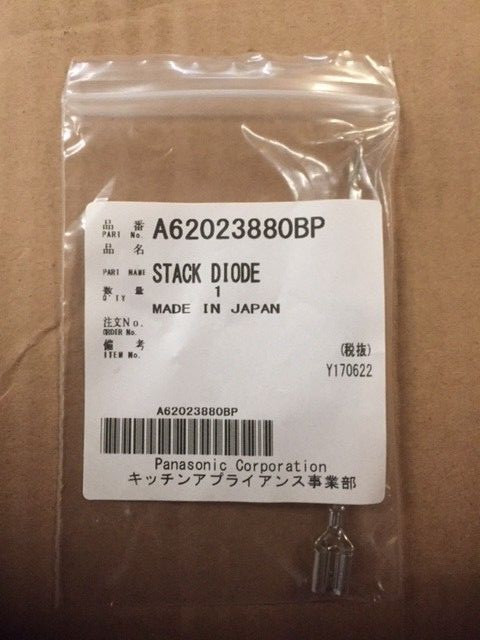 品番 A62023880BP
PART No.
品名
PART NAME STACK DIODE
数量 1
Q'TY
MADE IN JAPAN
注文No.
ORDER No.
備考
ITEM No.
(税抜)
Y170622
A62023880BP
Panasonic Corporation
キッチンアプライアンス事業部